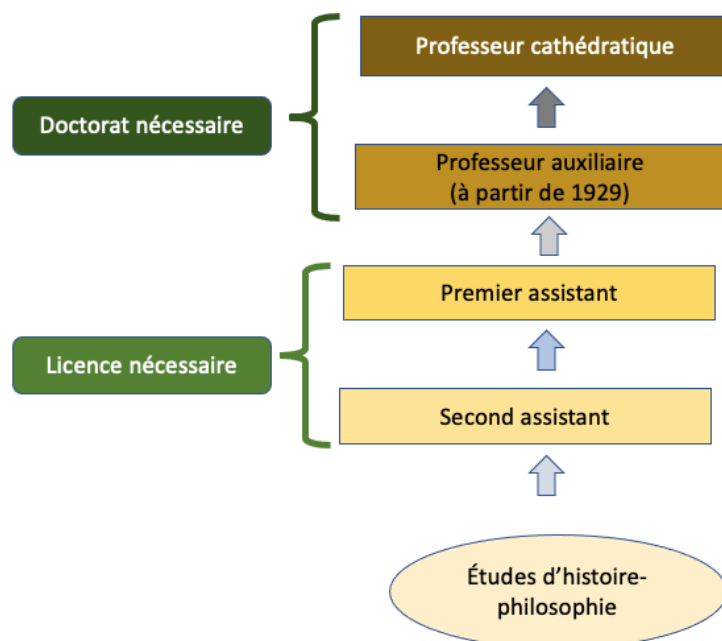 Professeur cathédratique
Doctorat nécessaire
Professeur auxiliaire
(à partir de 1929)
Premier assistant
Licence nécessaire
Second assistant
Études d’histoire-
philosophie